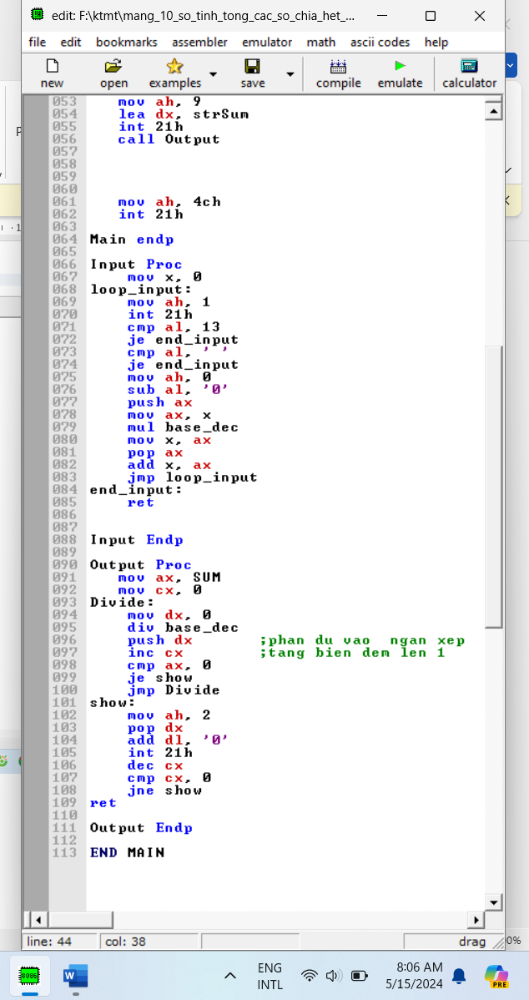 edit: F:\ktmt\mang_10_so_tinh_tong_cac_so_chia_het_...
file edit bookmarks assembler emulator math ascii codes help
new open examples save compile emulate calculator
053 mov ah, 9
054 lea dx, strSum
055 int 21h
056 call Output
057
058
059
060
061 mov ah, 4ch
062 int 21h
063
064 Main endp
065
066 Input Proc
067 mov x, 0
068 loop_input:
069 mov ah, 1
070 int 21h
071 cmp al, 13
072 je end_input
073 cmp al, ' '
074 je end_input
075 mov ah, 0
076 sub al, '0'
077 push ax
078 mov ax, x
079 mul base_dec
080 mov x, ax
081 pop ax
082 add x, ax
083 jmp loop_input
084 end_input:
085 ret
086
087
088 Input Endp
089
090 Output Proc
091 mov ax, SUM
092 mov cx, 0
093 Divide:
094 mov dx, 0
095 div base_dec
096 push dx ;phan du vao ngan xep
097 inc cx ;tang bien dem len 1
098 cmp ax, 0
099 je show
100 jmp Divide
101 show:
102 mov ah, 2
103 pop dx
104 add dl, '0'
105 int 21h
106 dec cx
107 cmp cx, 0
108 jne show
109 ret
110
111 Output Endp
112
113 END MAIN
line: 44 col: 38 drag
0%
8086
W
ENG
INTL
8:06 AM
5/15/2024
PRE